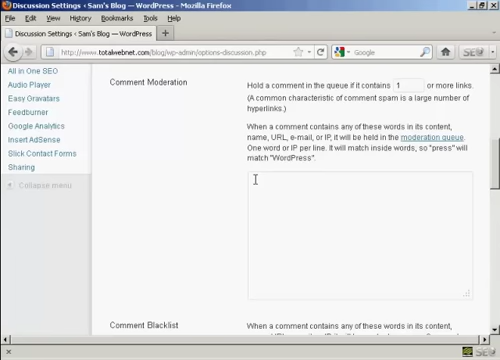 Discussion Settings ‹ Sam's Blog — WordPress - Mozilla Firefox
File Edit View History Bookmarks Tools Help
Discussion Settings ‹ Sam's Blog — WordPress +
http://www.totalwebnet.com/blog/wp-admin/options-discussion.php
Google
All in One SEO
Audio Player
Easy Gravatars
Feedburner
Google Analytics
Insert AdSense
Slick Contact Forms
Sharing
Collapse menu
Comment Moderation
Hold a comment in the queue if it contains 1 or more links.
(A common characteristic of comment spam is a large number of
hyperlinks.)
When a comment contains any of these words in its content,
name, URL, e-mail, or IP, it will be held in the moderation queue.
One word or IP per line. It will match inside words, so "press" will
match "WordPress".
Comment Blacklist
When a comment contains any of these words in its content,